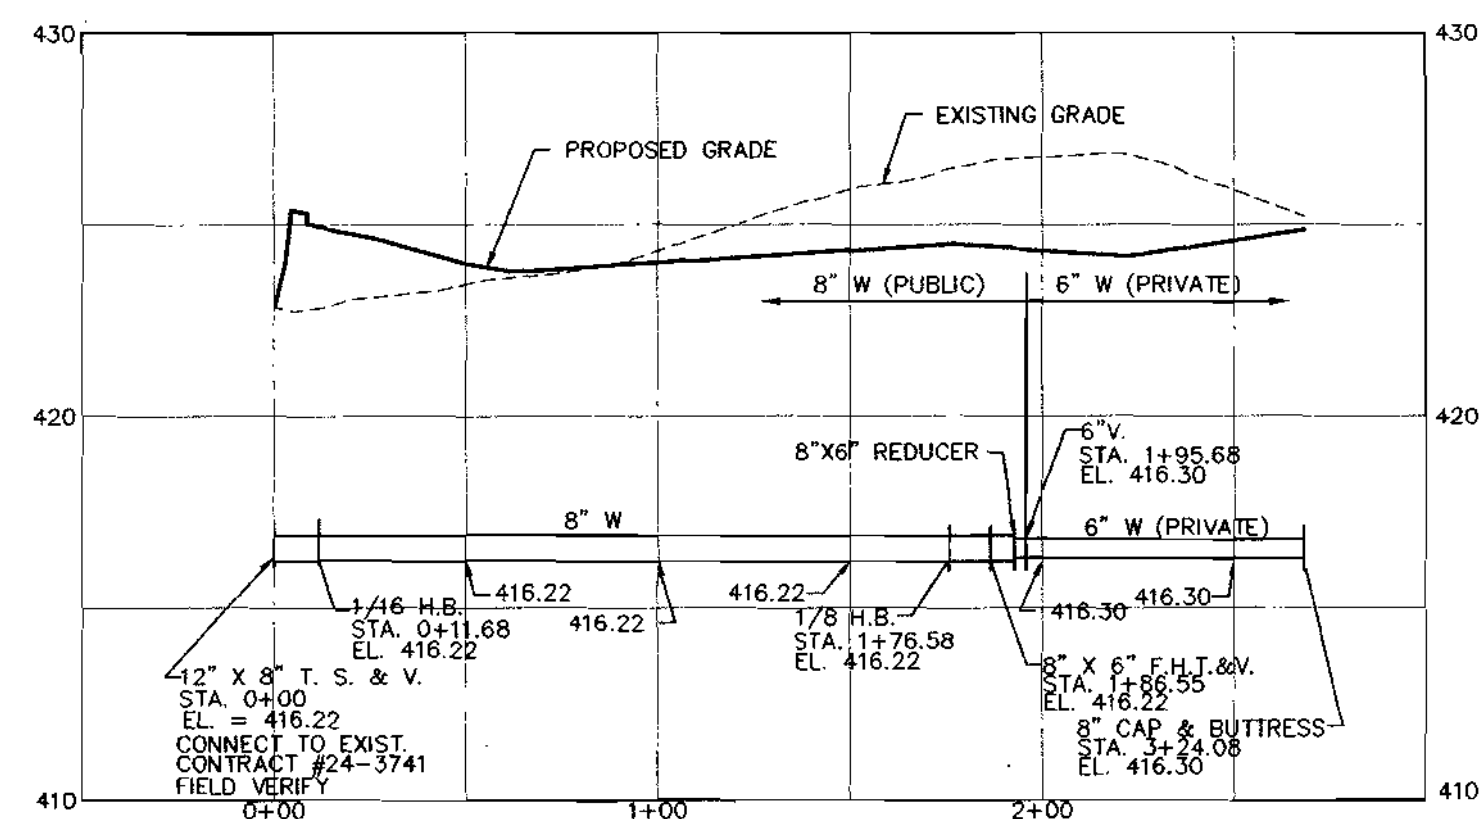 430
430
EXISTING GRADE
PROPOSED GRADE
8" W (PUBLIC)
6" W (PRIVATE)
420
420
6"V.
STA. 1+95.68
EL. 416.30
8"X6" REDUCER
8" W
6" W (PRIVATE)
416.22
416.22
416.22
416.30
416.30
1/16 H.B.
STA. 0+11.68
EL. 416.22
1/8 H.B.
STA. 1+76.58
EL. 416.22
12" X 8" T. S. & V.
STA. 0+00
EL. = 416.22
CONNECT TO EXIST.
CONTRACT #24-3741
FIELD VERIFY
8" X 6" F.H.T.&V.
STA. 1+86.55
EL. 416.22
8" CAP & BUTTRESS
STA. 3+24.08
EL. 416.30
410
410
0+00
1+00
2+00